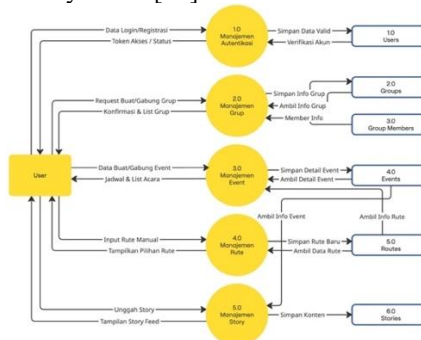 Data Login/Registrasi
Token Akses / Status
1.0
Manajemen
Autentikasi
Simpan Data Valid
Verifikasi Akun
1.0
Users
Request Buat/Gabung Grup
Konfirmasi & List Grup
2.0
Manajemen
Grup
Simpan Info Grup
Ambil Info Grup
Member Info
2.0
Groups
3.0
Group Members
User
Data Buat/Gabung Event
Jadwal & List Acara
3.0
Manajemen
Event
Simpan Detail Event
Ambil Detail Event
4.0
Events
Ambil Info Event
Ambil Info Rute
Input Rute Manual
Tampilkan Pilihan Rute
4.0
Manajemen
Rute
Simpan Rute Baru
Ambil Data Rute
5.0
Routes
Unggah Story
Tampilan Story Feed
5.0
Manajemen
Story
Simpan Konten
6.0
Stories